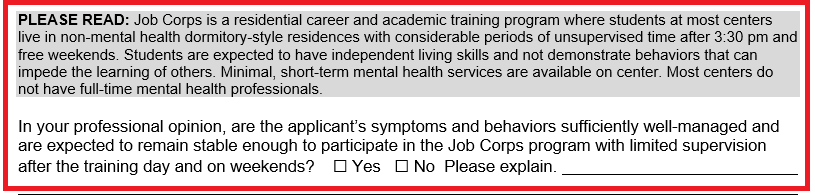 PLEASE READ: Job Corps is a residential career and academic training program where students at most centers
live in non-mental health dormitory-style residences with considerable periods of unsupervised time after 3:30 pm and
free weekends. Students are expected to have independent living skills and not demonstrate behaviors that can
impede the learning of others. Minimal, short-term mental health services are available on center. Most centers do
not have full-time mental health professionals.
In your professional opinion, are the applicant’s symptoms and behaviors sufficiently well-managed and
are expected to remain stable enough to participate in the Job Corps program with limited supervision
after the training day and on weekends? ☐ Yes ☐ No Please explain. ____________________________